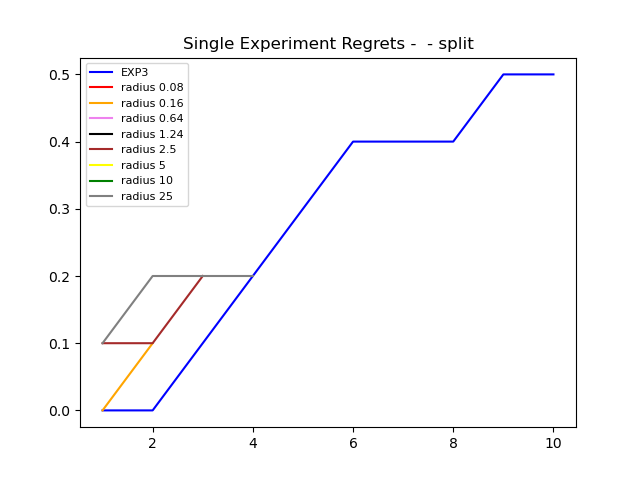 Single Experiment Regrets -  - split
EXP3
radius 0.08
radius 0.16
radius 0.64
radius 1.24
radius 2.5
radius 5
radius 10
radius 25
0.5
0.4
0.3
0.2
0.1
0.0
2 4 6 8 10